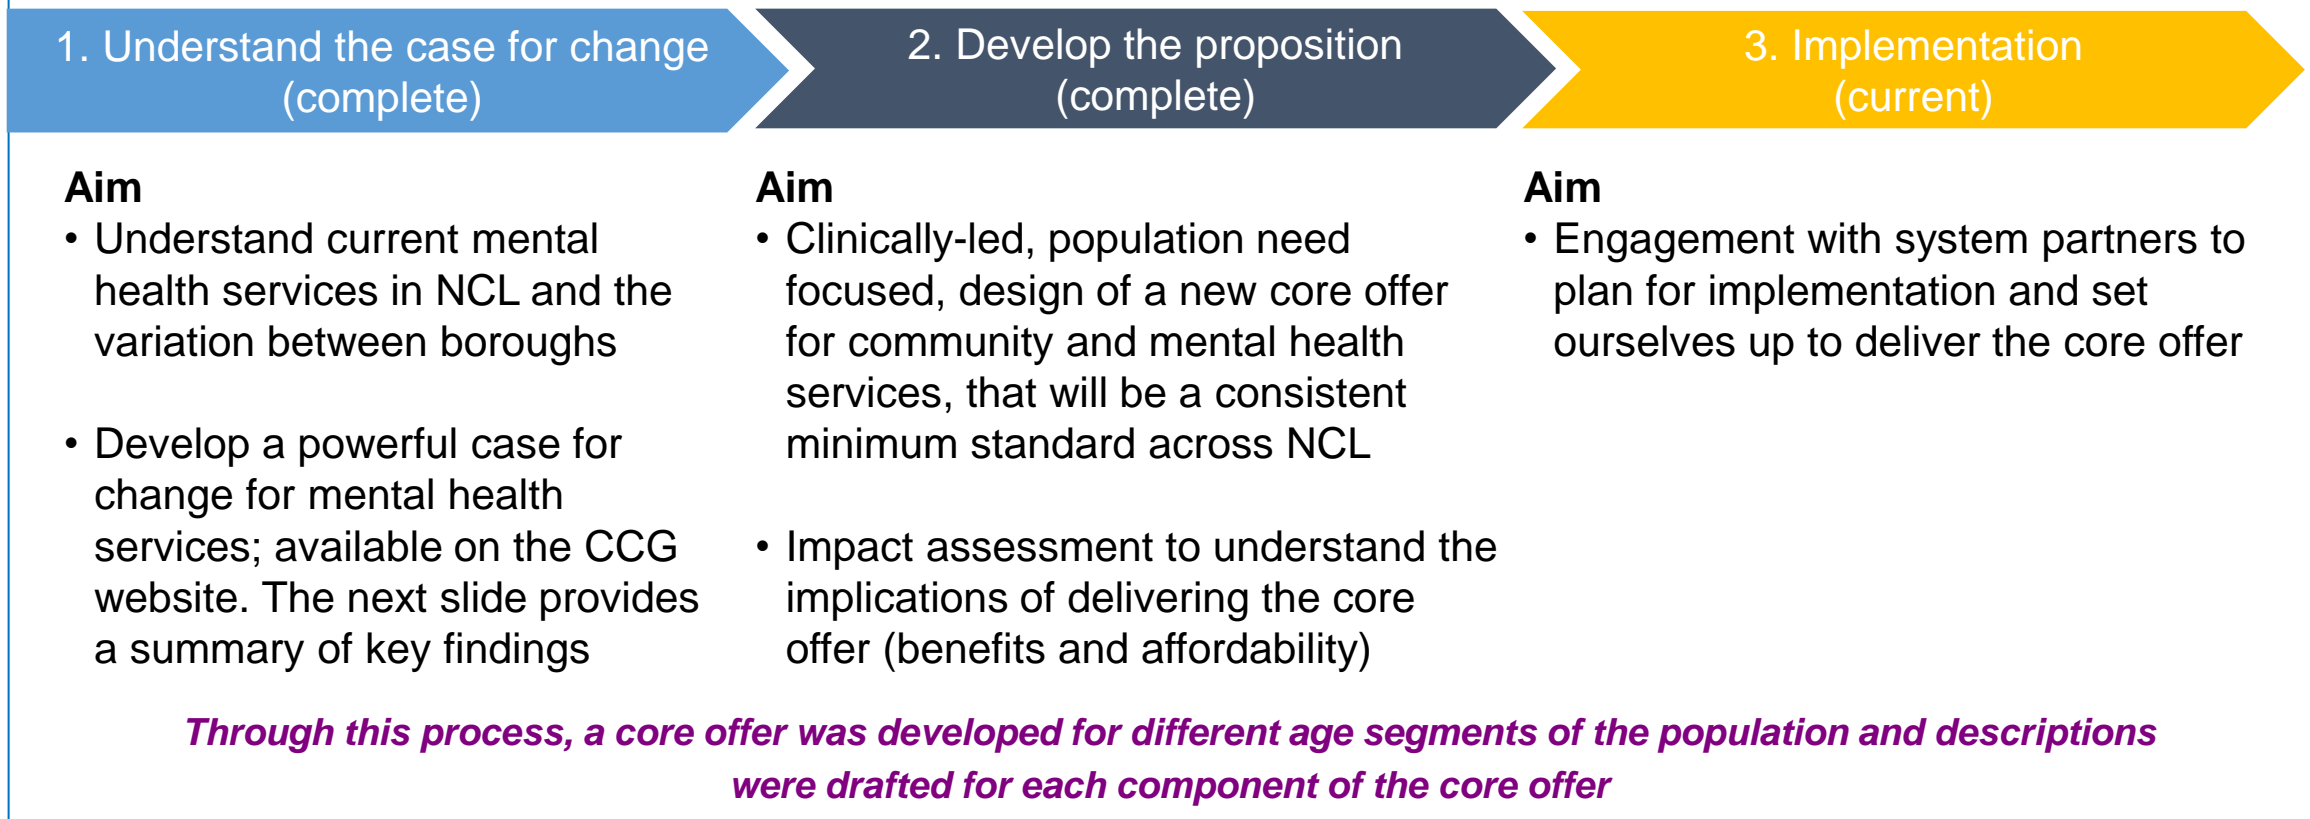 1. Understand the case for change
(complete)
2. Develop the proposition
(complete)
3. Implementation
(current)
Aim
• Understand current mental
health services in NCL and the
variation between boroughs
• Develop a powerful case for
change for mental health
services; available on the CCG
website. The next slide provides
a summary of key findings
Aim
• Clinically-led, population need
focused, design of a new core offer
for community and mental health
services, that will be a consistent
minimum standard across NCL
• Impact assessment to understand the
implications of delivering the core
offer (benefits and affordability)
Aim
• Engagement with system partners to
plan for implementation and set
ourselves up to deliver the core offer
Through this process, a core offer was developed for different age segments of the population and descriptions
were drafted for each component of the core offer